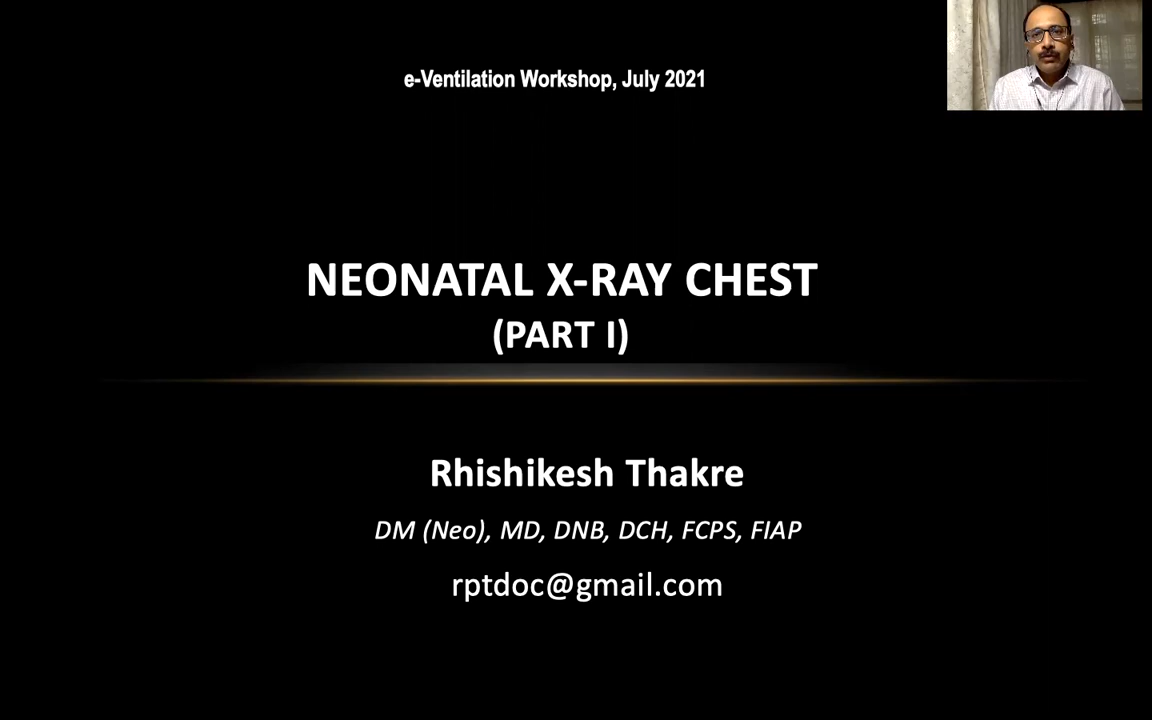 e-Ventilation Workshop, July 2021
NEONATAL X-RAY CHEST
(PART I)
Rhishikesh Thakre
DM (Neo), MD, DNB, DCH, FCPS, FIAP
rptdoc@gmail.com